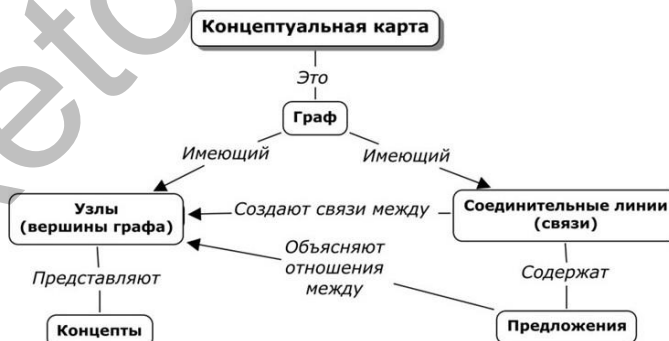 Концептуальная карта
Это
Граф
Имеющий
Имеющий
Узлы
(вершины графа)
Создают связи между
Соединительные линии
(связи)
Объясняют
отношения
между
Представляют
Содержат
Концепты
Предложения